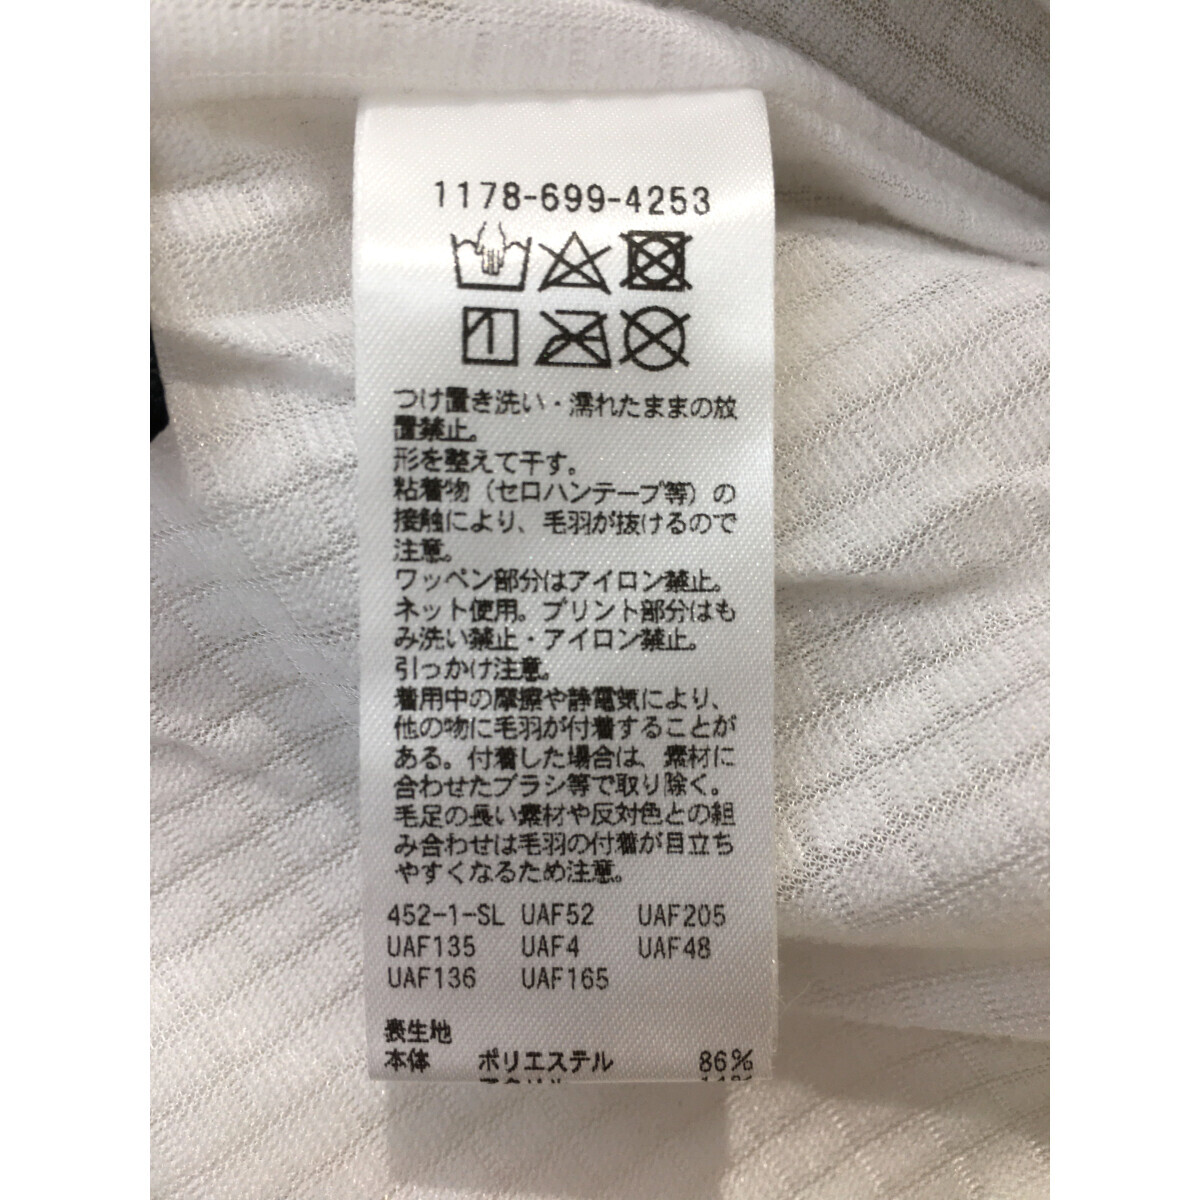 1178-699-4253
つけ置き洗い・濡れたままの放
置禁止。
形を整えて干す。
粘着物（セロハンテープ等）の
接触により、毛羽が抜けるので
注意。
ワッペン部分はアイロン禁止。
ネット使用。プリント部分はも
み洗い禁止・アイロン禁止。
引っかけ注意。
着用中の摩擦や静電気により、
他の物に毛羽が付着することが
ある。付着した場合は、素材に
合わせたブラシ等で取り除く。
毛足の長い素材や反対色との組
み合わせは毛羽の付着が目立ち
やすくなるため注意。
452-1-SL UAF52 UAF205
UAF135 UAF4 UAF48
UAF136 UAF165
表生地
本体 ポリエステル 86%